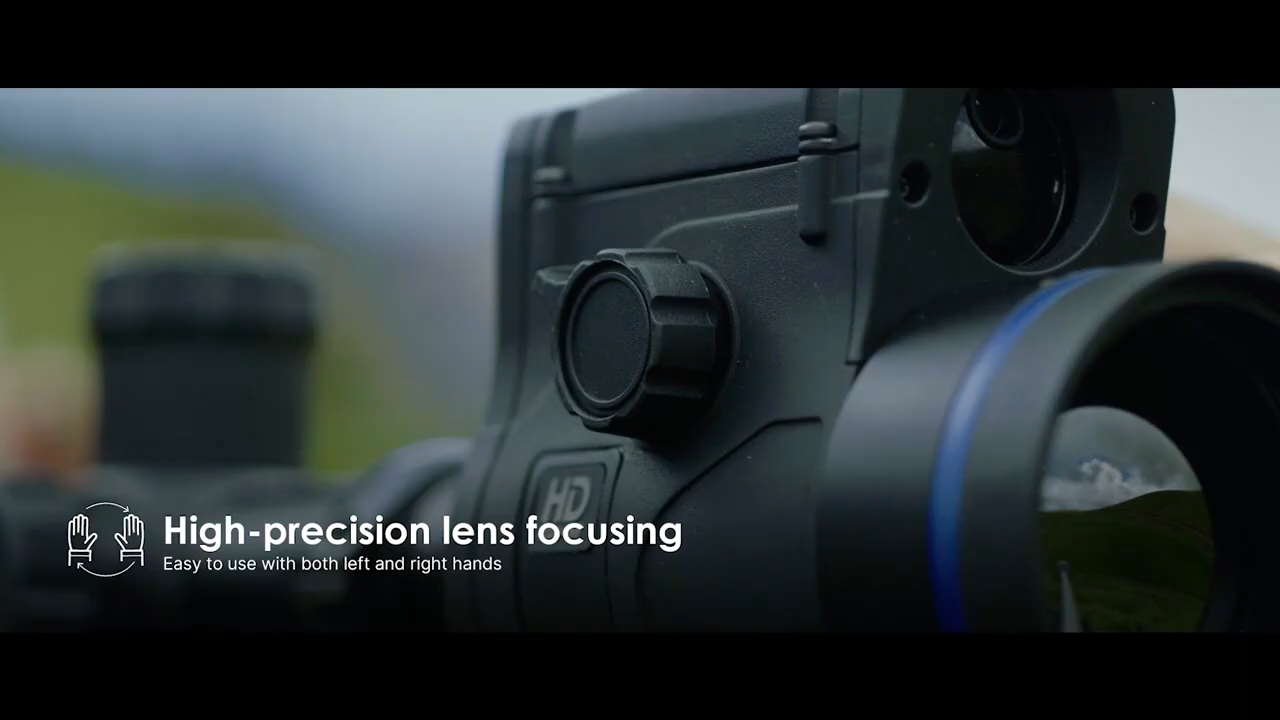 HD
High-precision lens focusing
Easy to use with both left and right hands